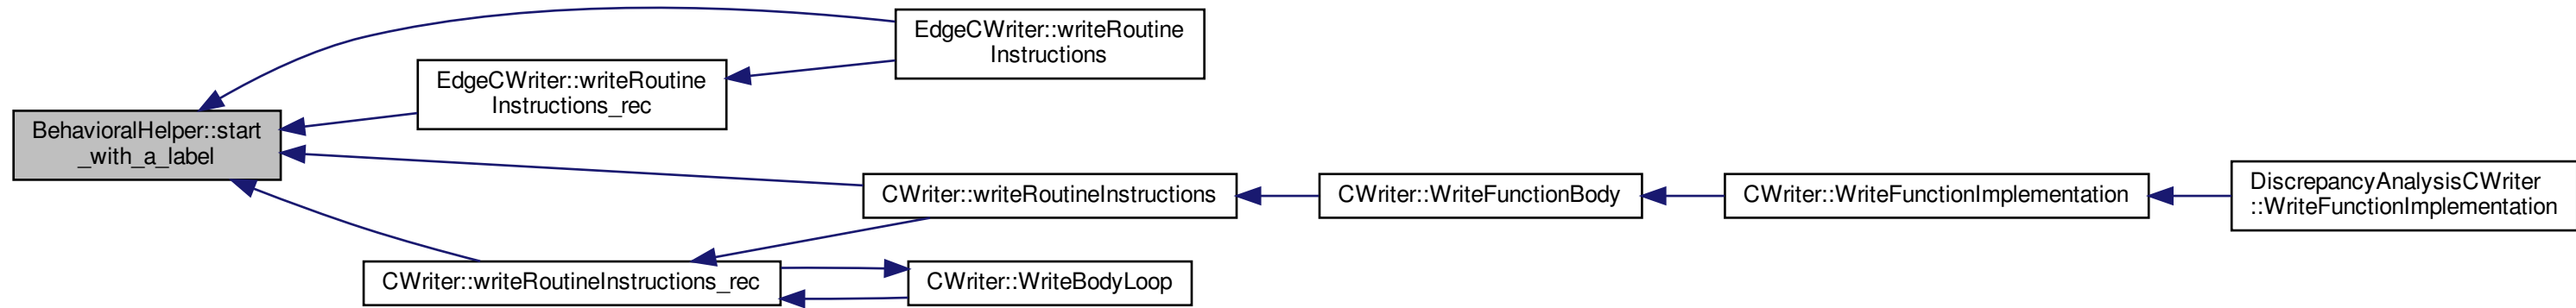 BehavioralHelper::start
_with_a_label
EdgeCWriter::writeRoutine
Instructions
EdgeCWriter::writeRoutine
Instructions_rec
CWriter::writeRoutineInstructions
CWriter::WriteFunctionBody
CWriter::WriteFunctionImplementation
DiscrepancyAnalysisCWriter
::WriteFunctionImplementation
CWriter::writeRoutineInstructions_rec
CWriter::WriteBodyLoop